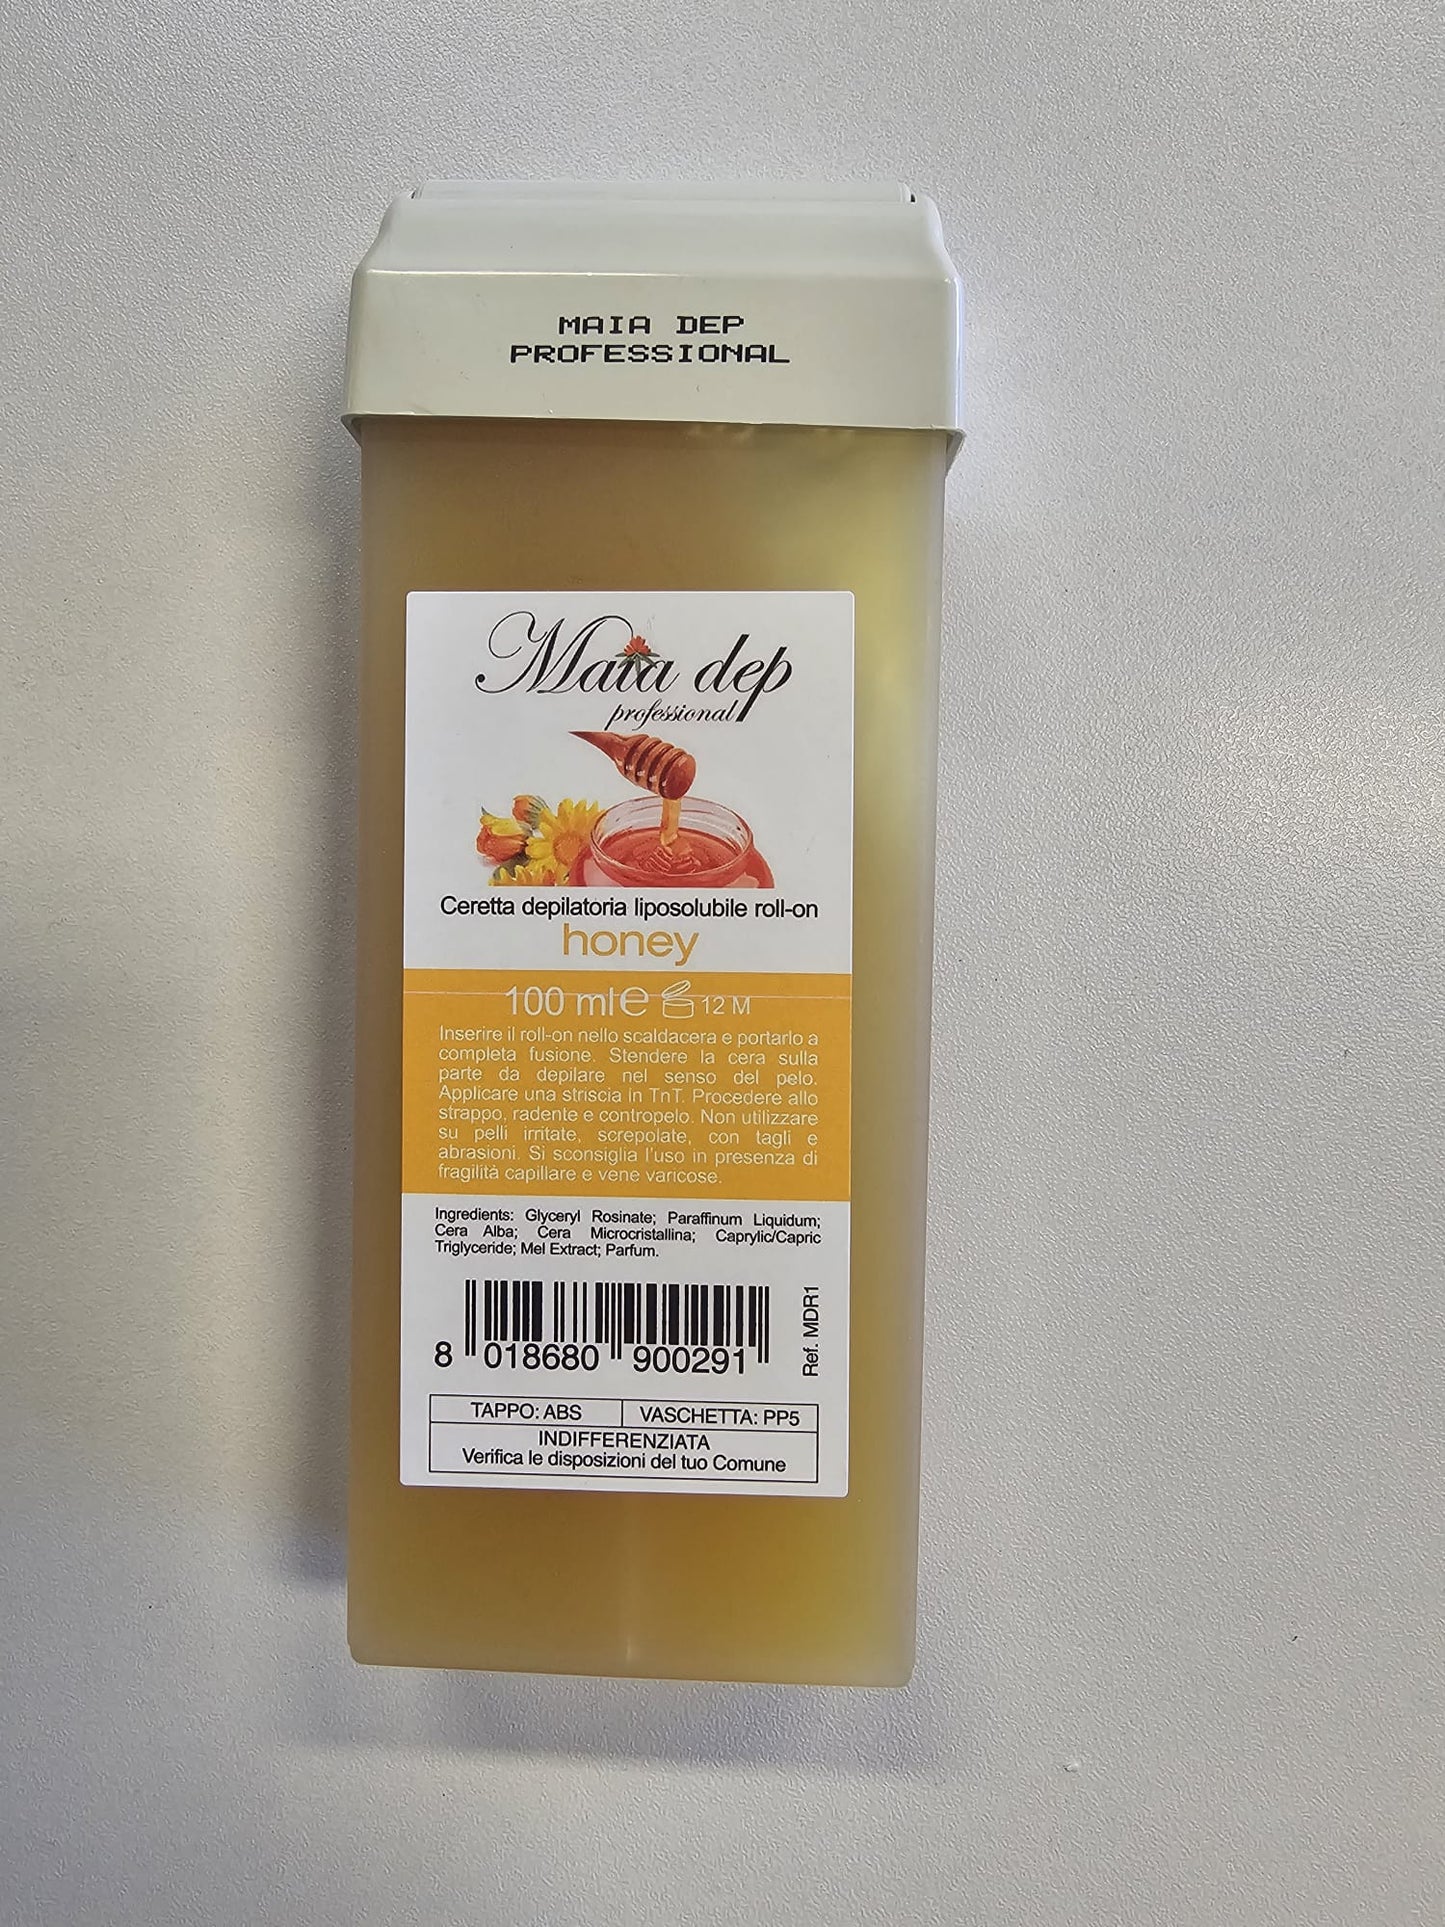 MAIA DEP
PROFESSIONAL
Maia dep
professional
Ceretta depilatoria liposolubile roll-on
honey
100 ml e 12 M
Inserire il roll-on nello scaldacera e portarlo a
completa fusione. Stendere la cera sulla
parte da depilare nel senso del pelo.
Applicare una striscia in TnT. Procedere allo
strappo, radente e contropelo. Non utilizzare
su pelli irritate, screpolate, con tagli e
abrasioni. Si sconsiglia l'uso in presenza di
fragilità capillare e vene varicose.
Ingredients: Glyceryl Rosinate; Paraffinum Liquidum;
Cera Alba; Cera Microcristallina; Caprylic/Capric
Triglyceride; Mel Extract; Parfum.
8 018680 900291
Ref. MDR1
TAPPO: ABS VASCHETTA: PP5
INDIFFERENZIATA
Verifica le disposizioni del tuo Comune